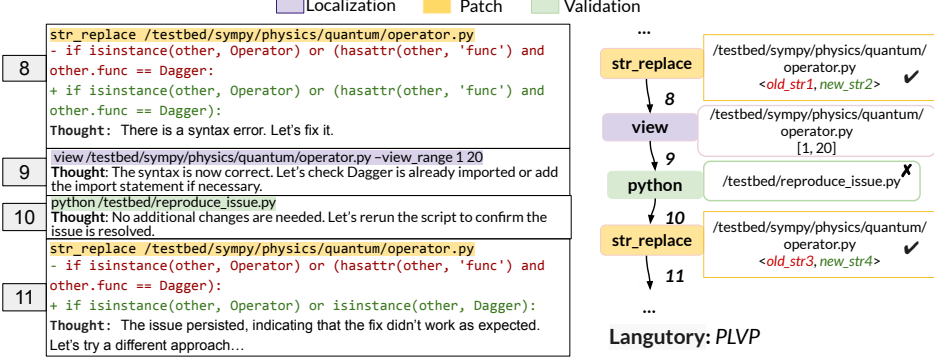 Localization
Patch
Validation
8
str_replace /testbed/sympy/physics/quantum/operator.py
- if isinstance(other, Operator) or (hasattr(other, 'func') and
other.func == Dagger:
+ if isinstance(other, Operator) or (hasattr(other, 'func') and
other.func == Dagger):
Thought: There is a syntax error. Let's fix it.
9
view /testbed/sympy/physics/quantum/operator.py –view_range 1 20
Thought: The syntax is now correct. Let's check Dagger is already imported or add
the import statement if necessary.
10
python /testbed/reproduce_issue.py
Thought: No additional changes are needed. Let's rerun the script to confirm the
issue is resolved.
11
str_replace /testbed/sympy/physics/quantum/operator.py
- if isinstance(other, Operator) or (hasattr(other, 'func') and
other.func == Dagger):
+ if isinstance(other, Operator) or isinstance(other, Dagger):
Thought: The issue persisted, indicating that the fix didn't work as expected.
Let's try a different approach…
...
str_replace
/testbed/sympy/physics/quantum/
operator.py
<old_str1, new_str2>
✔
8
view
/testbed/sympy/physics/quantum/
operator.py
[1, 20]
9
python
/testbed/reproduce_issue.py
✗
10
str_replace
/testbed/sympy/physics/quantum/
operator.py
<old_str3, new_str4>
✔
11
...
Langutory: PLVP